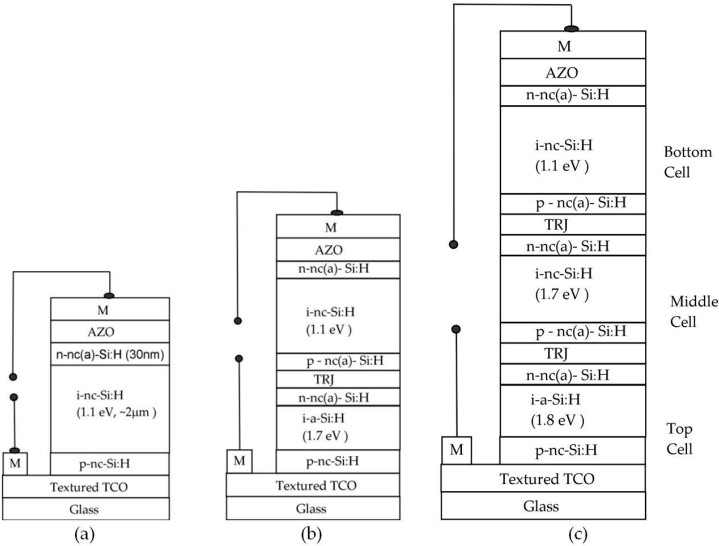 M
AZO
n-nc(a)-Si:H (30nm)
i-nc-Si:H
(1.1 eV, ~2μm)
M
p-nc-Si:H
Textured TCO
Glass
(a)
M
AZO
n-nc(a)- Si:H
i-nc-Si:H
(1.1 eV )
p - nc(a)- Si:H
TRJ
n-nc(a)- Si:H
i-a-Si:H
(1.7 eV )
M
p-nc-Si:H
Textured TCO
Glass
(b)
M
AZO
n-nc(a)- Si:H
i-nc-Si:H
(1.1 eV )
Bottom
Cell
p - nc(a)- Si:H
TRJ
n-nc(a)- Si:H
i-nc-Si:H
(1.7 eV )
Middle
Cell
p - nc(a)- Si:H
TRJ
n-nc(a)- Si:H
i-a-Si:H
(1.8 eV )
Top
Cell
M
p-nc-Si:H
Textured TCO
Glass
(c)